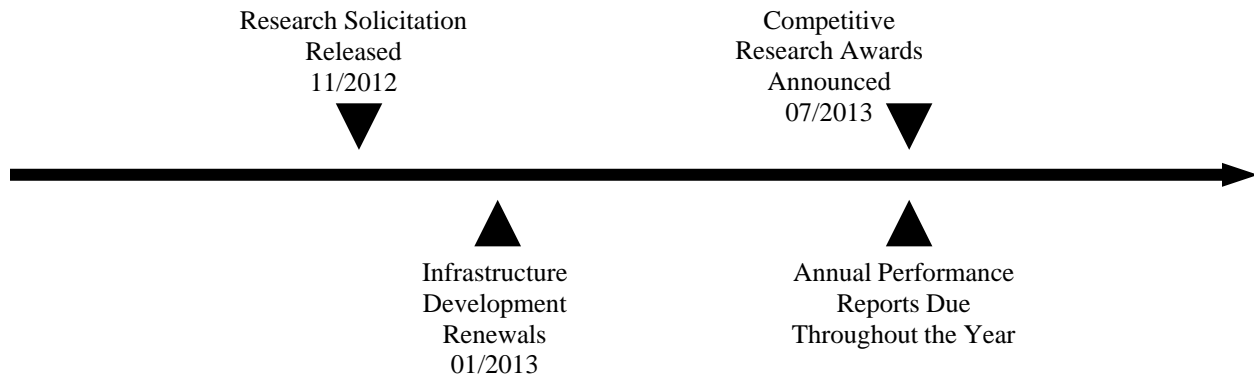 Research Solicitation
Released
11/2012
Competitive
Research Awards
Announced
07/2013
Infrastructure
Development
Renewals
01/2013
Annual Performance
Reports Due
Throughout the Year